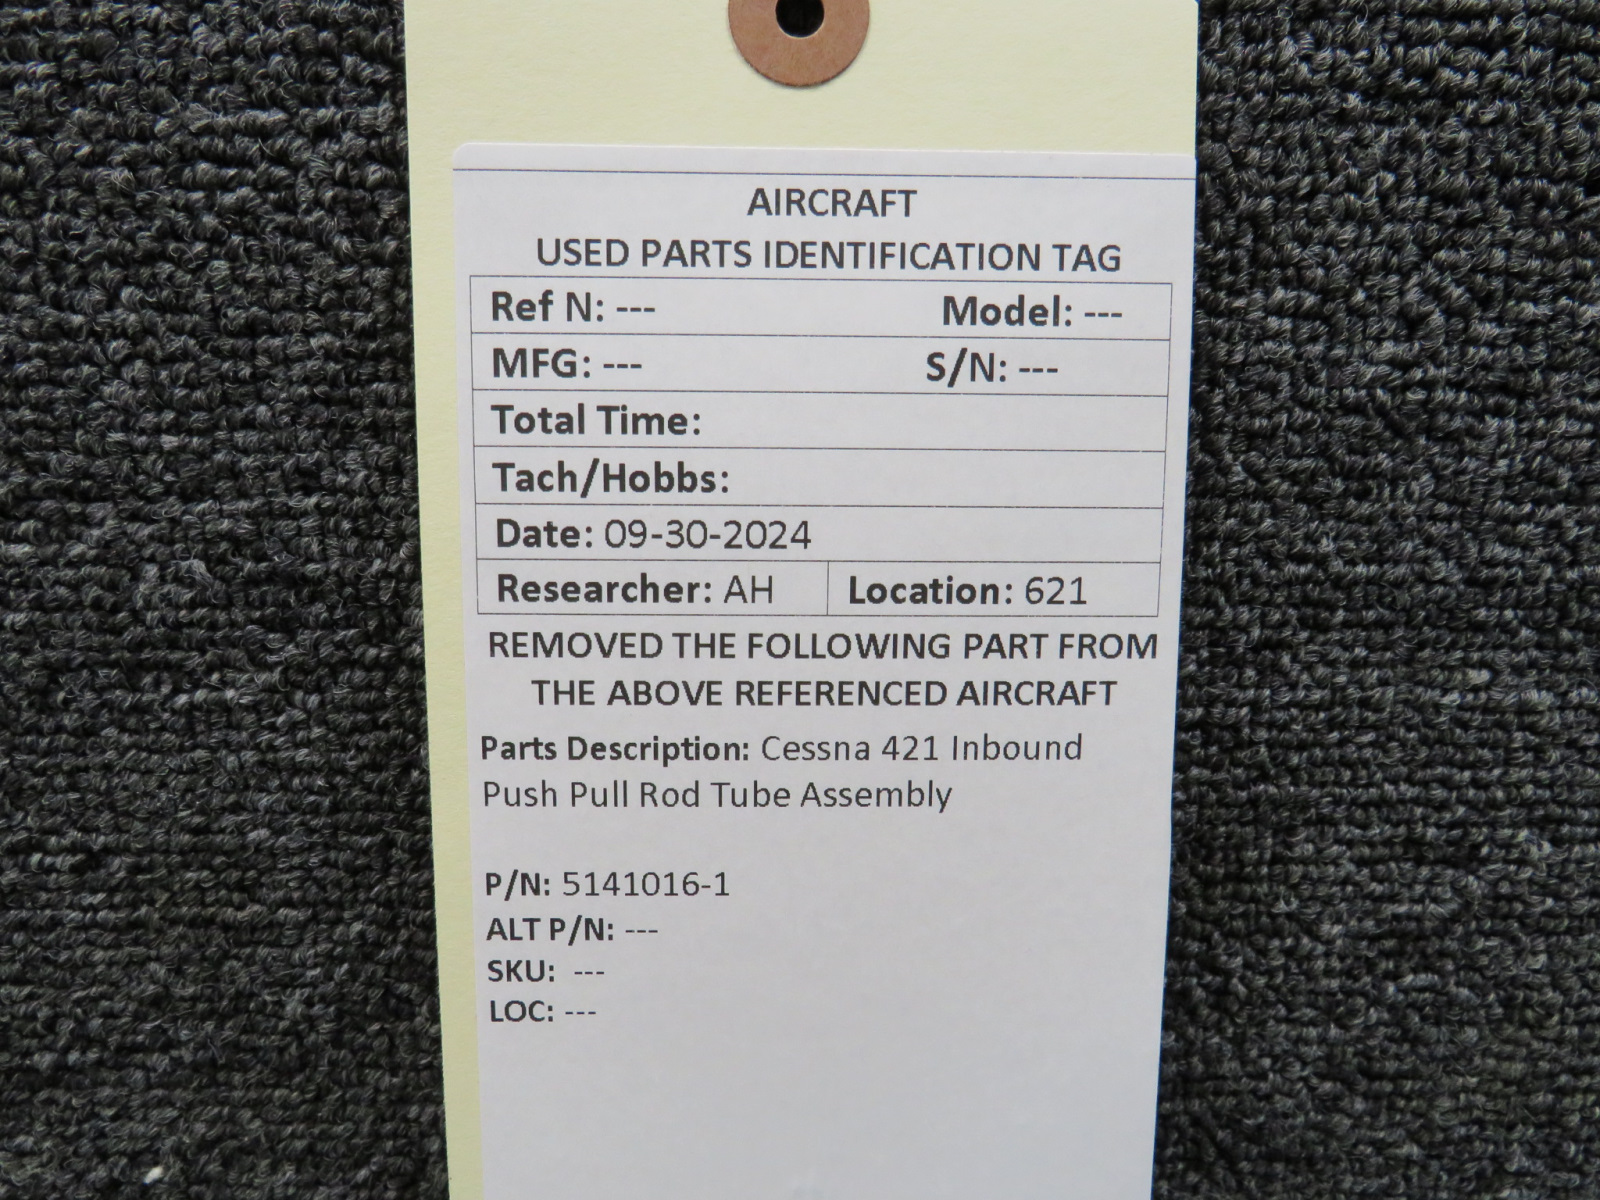 AIRCRAFT
USED PARTS IDENTIFICATION TAG
Ref N: --- Model: ---
MFG: --- S/N: ---
Total Time:
Tach/Hobbs:
Date: 09-30-2024
Researcher: AH Location: 621
REMOVED THE FOLLOWING PART FROM
THE ABOVE REFERENCED AIRCRAFT
Parts Description: Cessna 421 Inbound
Push Pull Rod Tube Assembly
P/N: 5141016-1
ALT P/N: ---
SKU: ---
LOC: ---